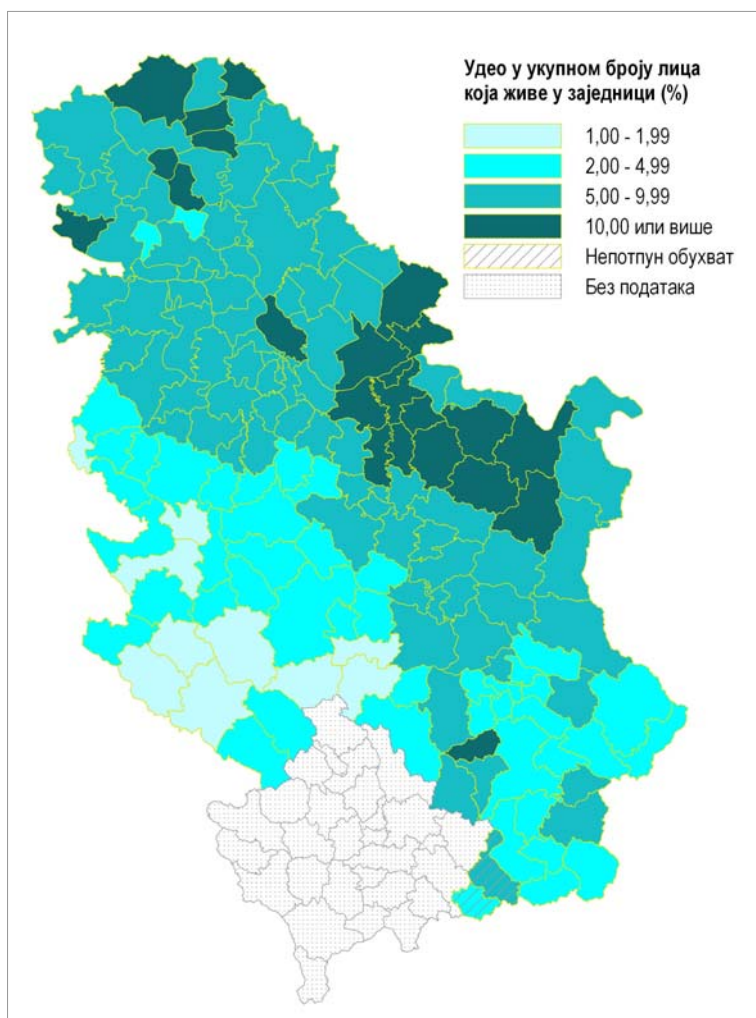 Удео у укупном броју лица
која живе у заједници (%)
1,00 - 1,99
2,00 - 4,99
5,00 - 9,99
10,00 или више
Непотпун обухват
Без података